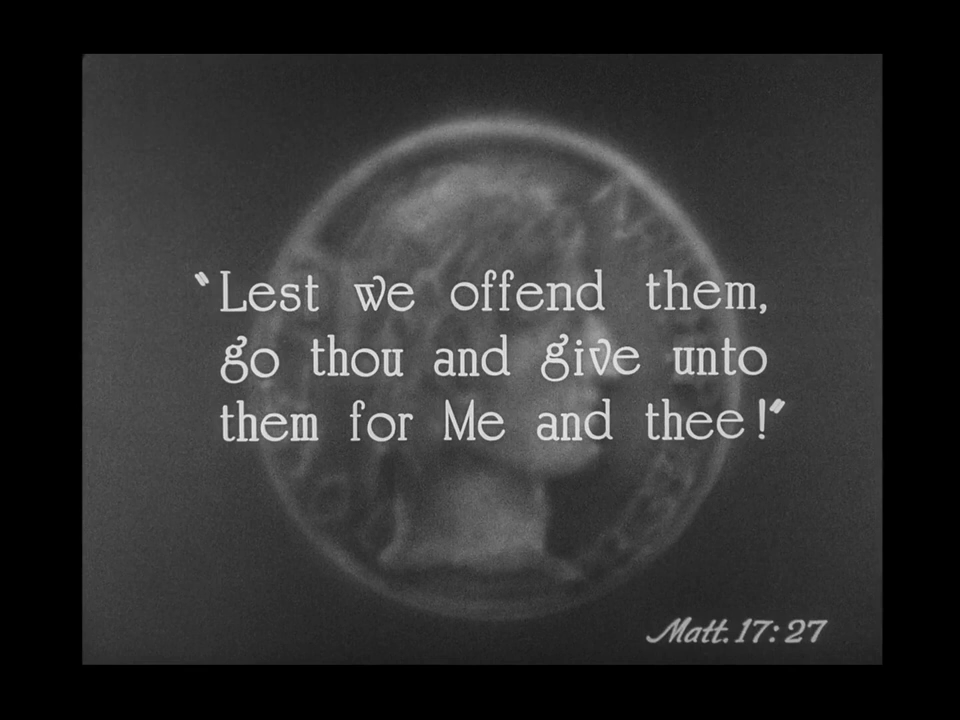 "Lest we offend them,
go thou and give unto
them for Me and thee!"
Matt. 17:27